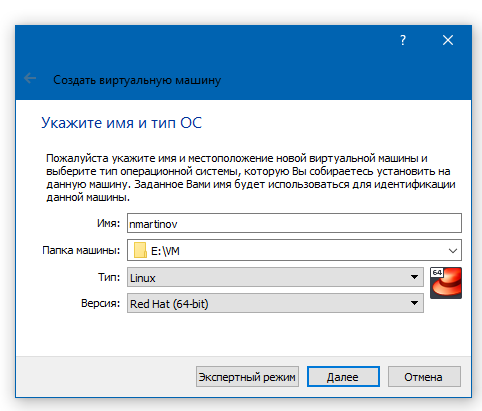 ?
Создать виртуальную машину
Укажите имя и тип ОС
Пожалуйста укажите имя и местоположение новой виртуальной машины и
выберите тип операционной системы, которую Вы собираетесь установить на
данную машину. Заданное Вами имя будет использоваться для идентификации
данной машины.
Имя: nmartinov
Папка машины: E:\VM
Тип: Linux
64
Версия: Red Hat (64-bit)
Экспертный режим Далее Отмена